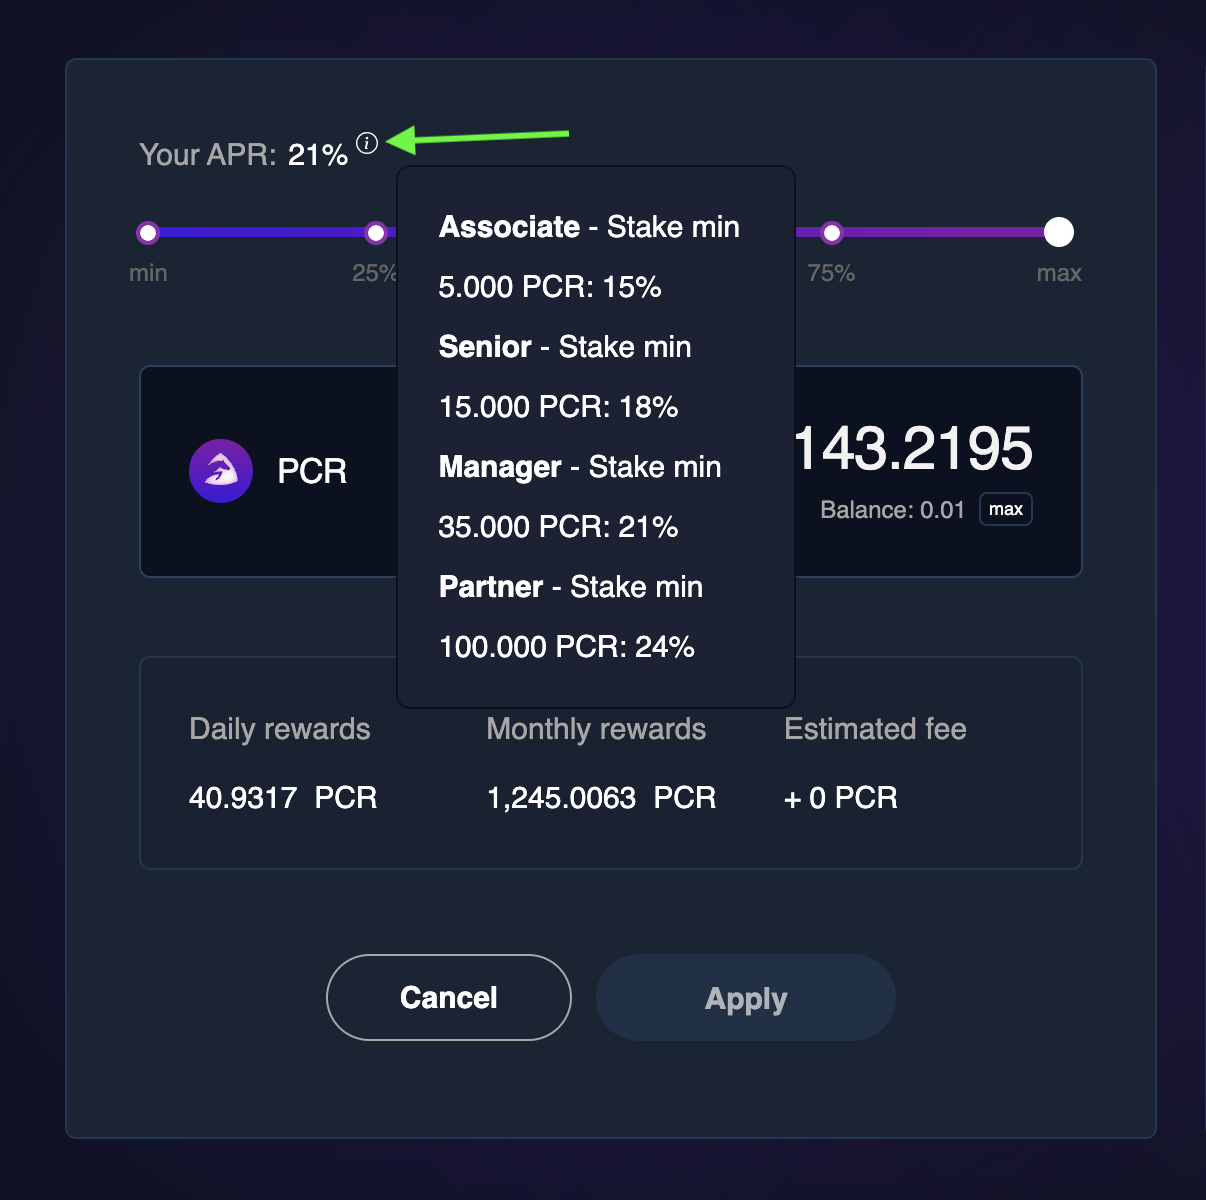 Your APR: 21% i
Associate - Stake min
5.000 PCR: 15%
Senior - Stake min
15.000 PCR: 18%
Manager - Stake min
35.000 PCR: 21%
Partner - Stake min
100.000 PCR: 24%
min 25% 75% max
PCR
143.2195
Balance: 0.01 max
Daily rewards Monthly rewards Estimated fee
40.9317 PCR 1,245.0063 PCR + 0 PCR
Cancel Apply